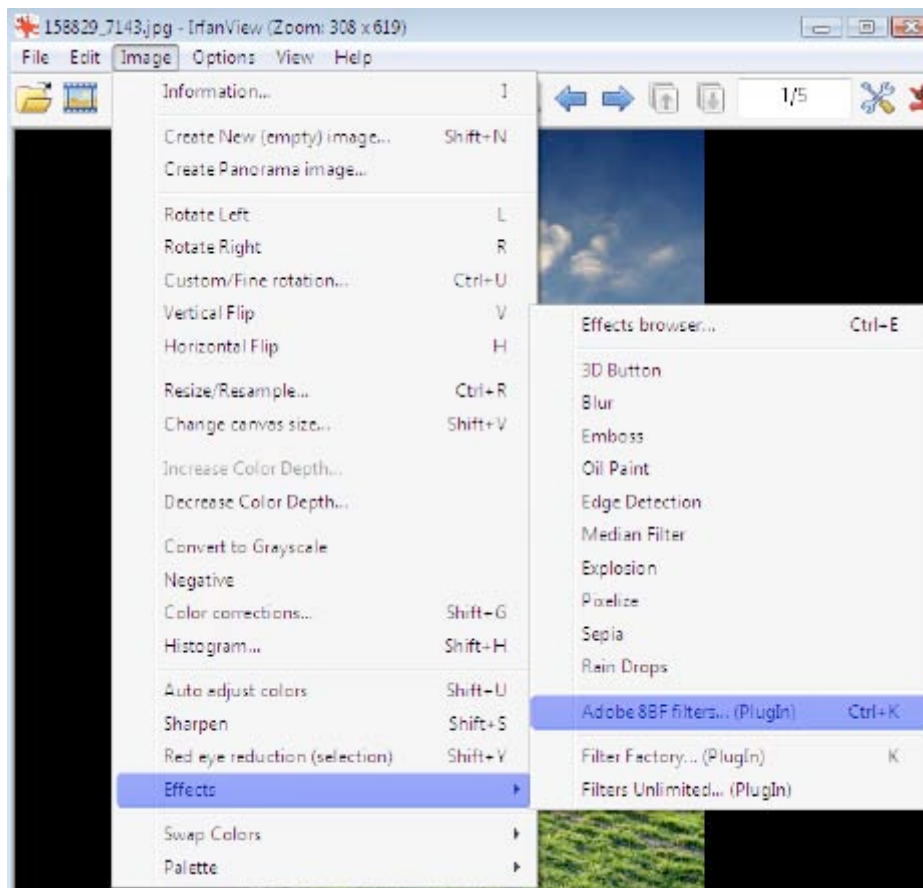 158829_7143.jpg - IrfanView (Zoom: 308 x 619)
File Edit Image Options View Help
1/5
Information... I
Create New (empty) image... Shift+N
Create Panorama image...
Rotate Left L
Rotate Right R
Custom/Fine rotation... Ctrl+U
Vertical Flip V
Horizontal Flip H
Resize/Resample... Ctrl+R
Change canvas size... Shift+V
Increase Color Depth...
Decrease Color Depth...
Convert to Grayscale
Negative
Color corrections... Shift+G
Histogram... Shift+H
Auto adjust colors Shift+U
Sharpen Shift+S
Red eye reduction (selection) Shift+Y
Effects
Swap Colors
Palette
Effects browser... Ctrl+E
3D Button
Blur
Emboss
Oil Paint
Edge Detection
Median Filter
Explosion
Pixelize
Sepia
Rain Drops
Adobe 8BF filters... (PlugIn) Ctrl+K
Filter Factory... (PlugIn) K
Filters Unlimited... (PlugIn)